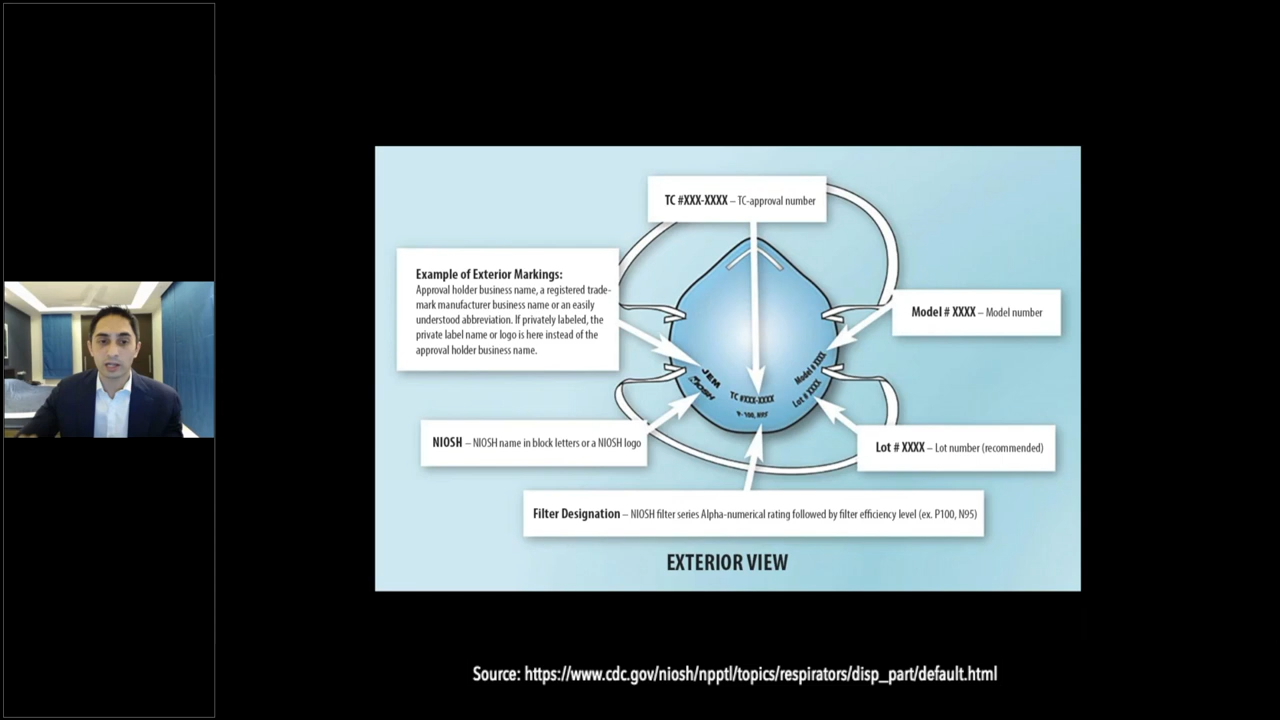 TC #XXX-XXXX – TC-approval number
Example of Exterior Markings:
Approval holder business name, a registered trade-
mark manufacturer business name or an easily
understood abbreviation. If privately labeled, the
private label name or logo is here instead of the
approval holder business name.
Model # XXXX – Model number
JEM
NIOSH
TC #XXX-XXXX
P-100, N95
Model # XXXX
Lot # XXXX
NIOSH – NIOSH name in block letters or a NIOSH logo
Lot # XXXX – Lot number (recommended)
Filter Designation – NIOSH filter series Alpha-numerical rating followed by filter efficiency level (ex. P100, N95)
EXTERIOR VIEW
Source: https://www.cdc.gov/niosh/npptl/topics/respirators/disp_part/default.html